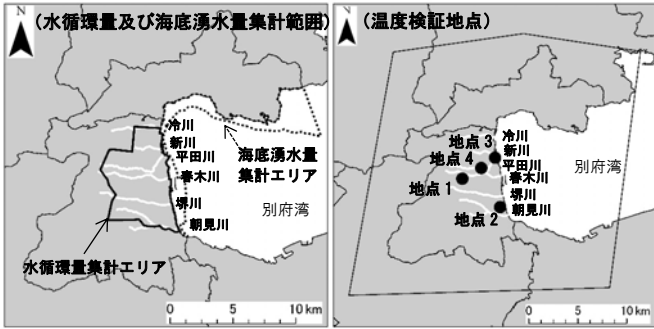 (水循環量及び海底湧水量集計範囲)
N
冷川
新川
平田川
春木川
堺川
朝見川
海底湧水量
集計エリア
別府湾
水循環量集計エリア
0 5 10 km
(温度検証地点)
N
冷川
新川
平田川
春木川
堺川
朝見川
地点 3
地点 4
地点 1
地点 2
別府湾
0 5 10 km